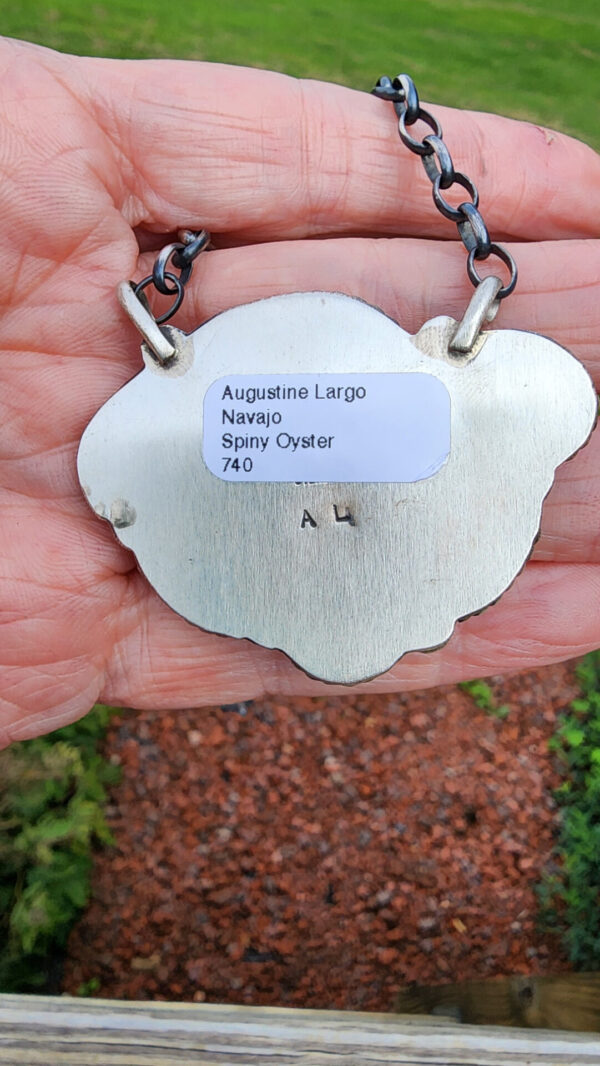 Augustine Largo
Navajo
Spiny Oyster
740
A L